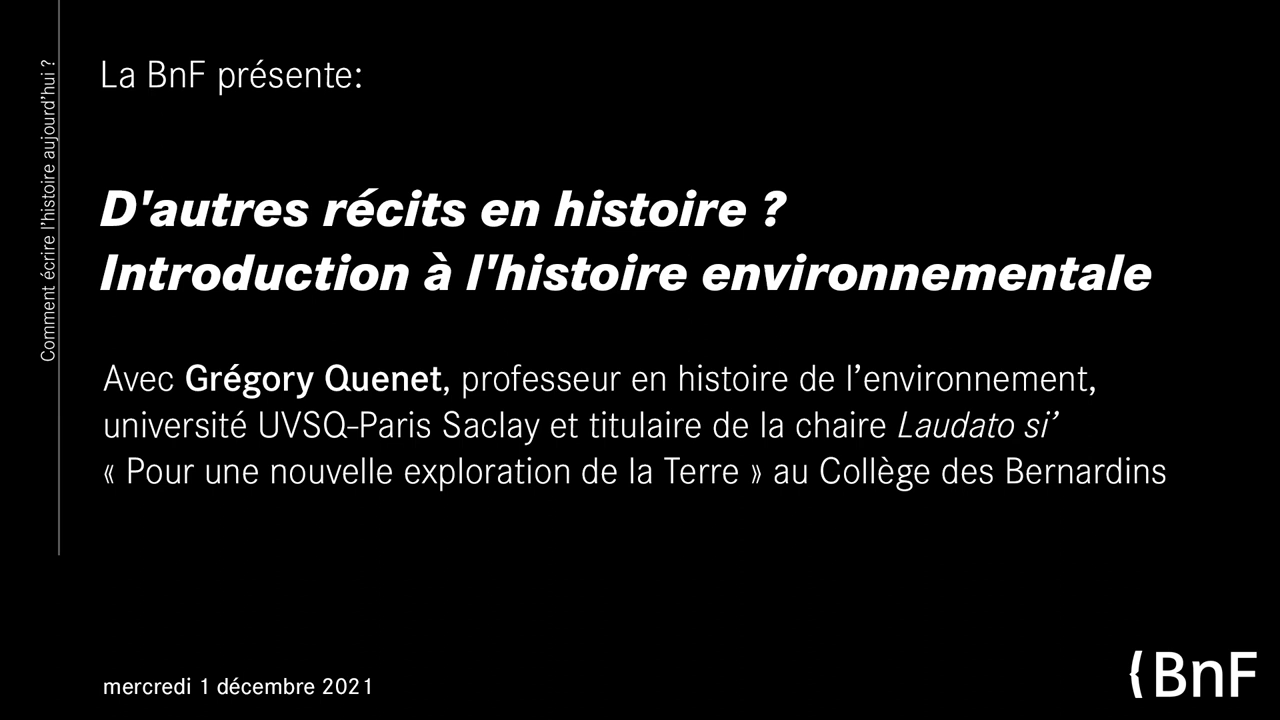 Comment écrire l'histoire aujourd'hui ?
La BnF présente:
D'autres récits en histoire ?
Introduction à l'histoire environnementale
Avec Grégory Quenet, professeur en histoire de l’environnement,
université UVSQ-Paris Saclay et titulaire de la chaire Laudato si’
« Pour une nouvelle exploration de la Terre » au Collège des Bernardins
mercredi 1 décembre 2021
{BnF